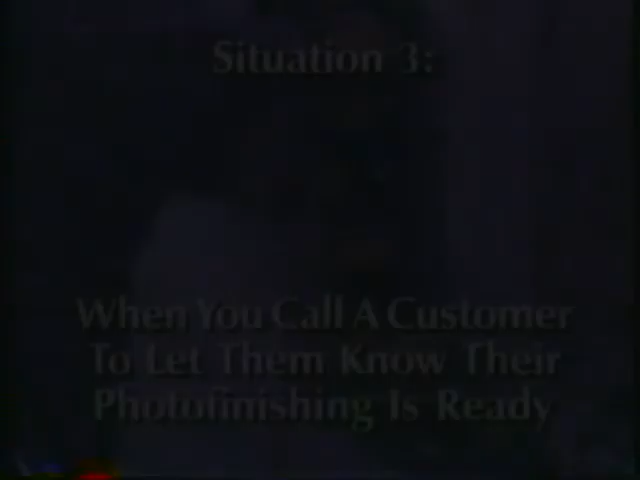 Situation 3:
When You Call A Customer
To Let Them Know Their
Photofinishing Is Ready